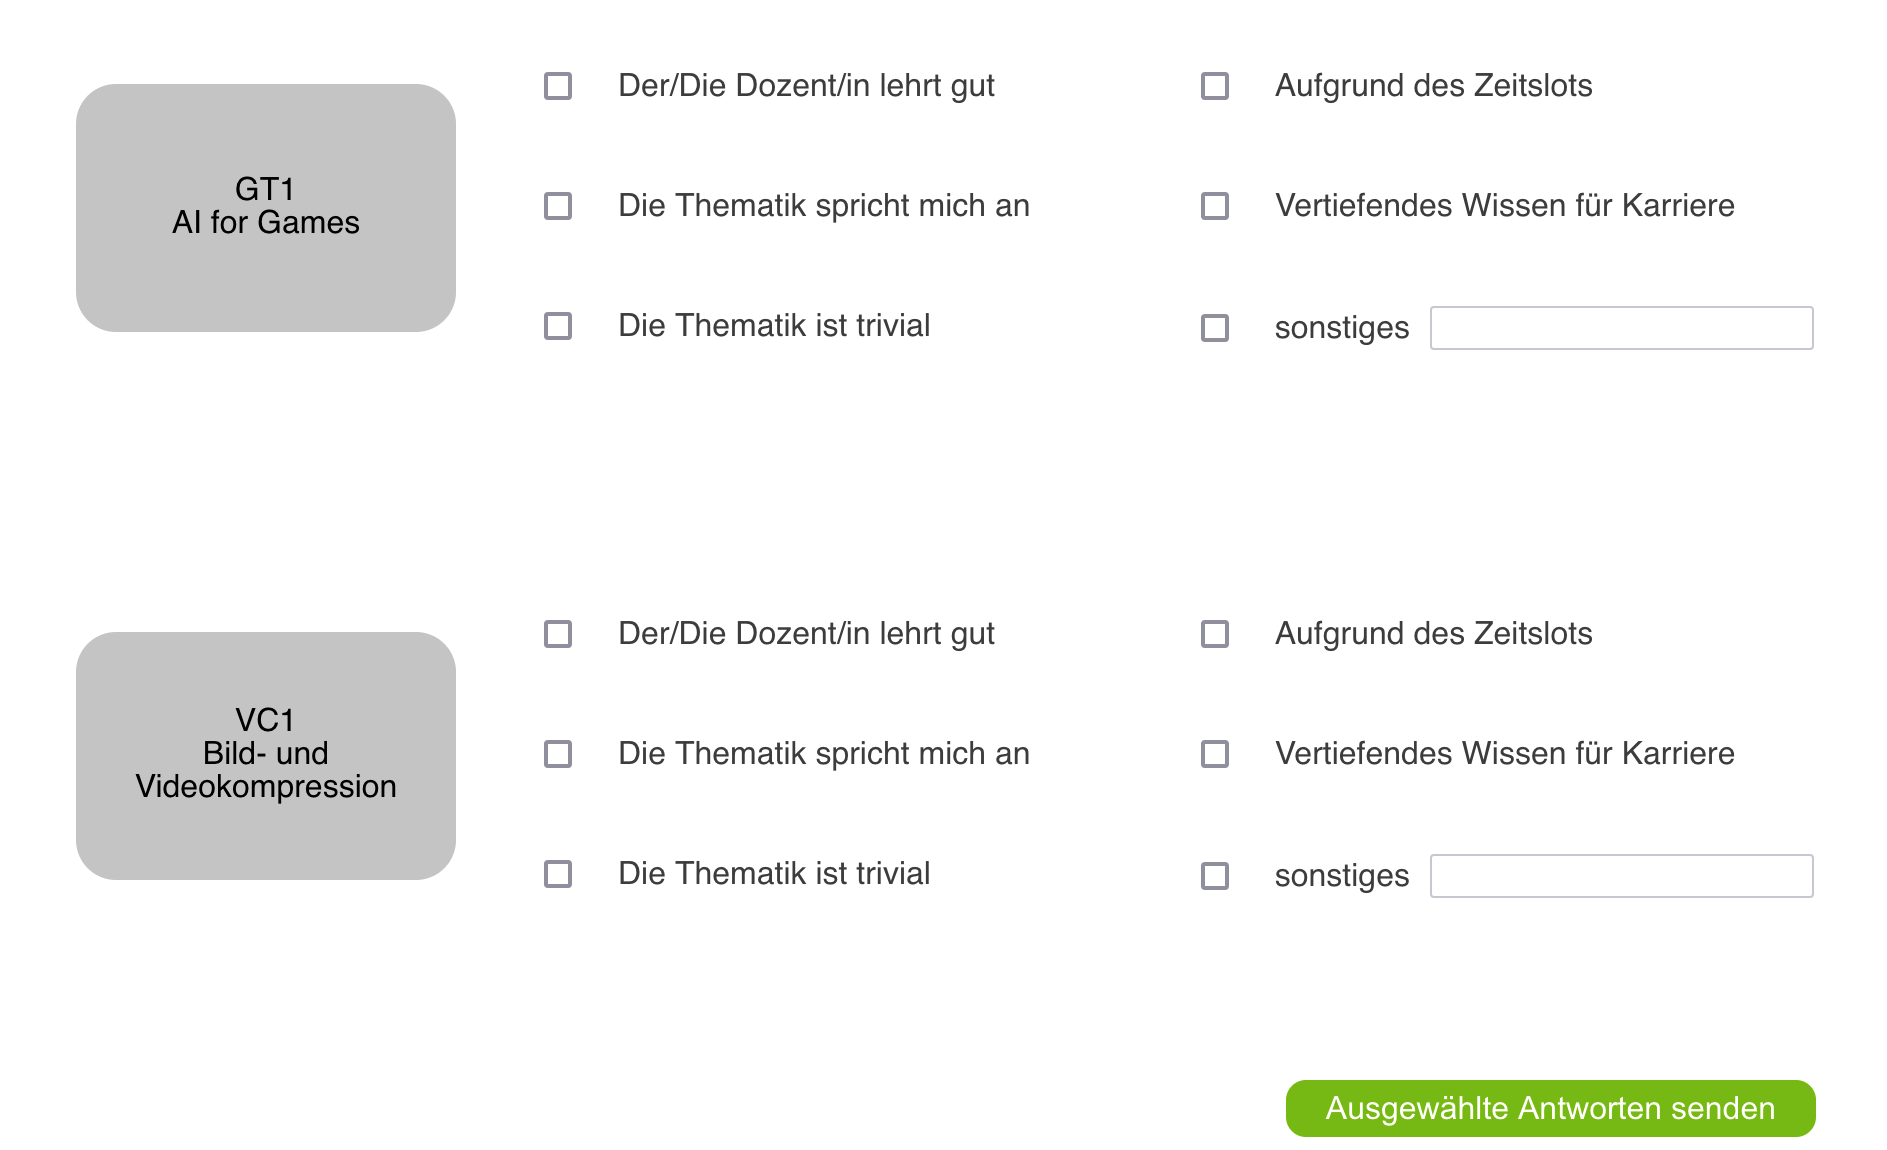 GT1
AI for Games
Der/Die Dozent/in lehrt gut
Aufgrund des Zeitslots
Die Thematik spricht mich an
Vertiefendes Wissen für Karriere
Die Thematik ist trivial
sonstiges
VC1
Bild- und
Videokompression
Der/Die Dozent/in lehrt gut
Aufgrund des Zeitslots
Die Thematik spricht mich an
Vertiefendes Wissen für Karriere
Die Thematik ist trivial
sonstiges
Ausgewählte Antworten senden